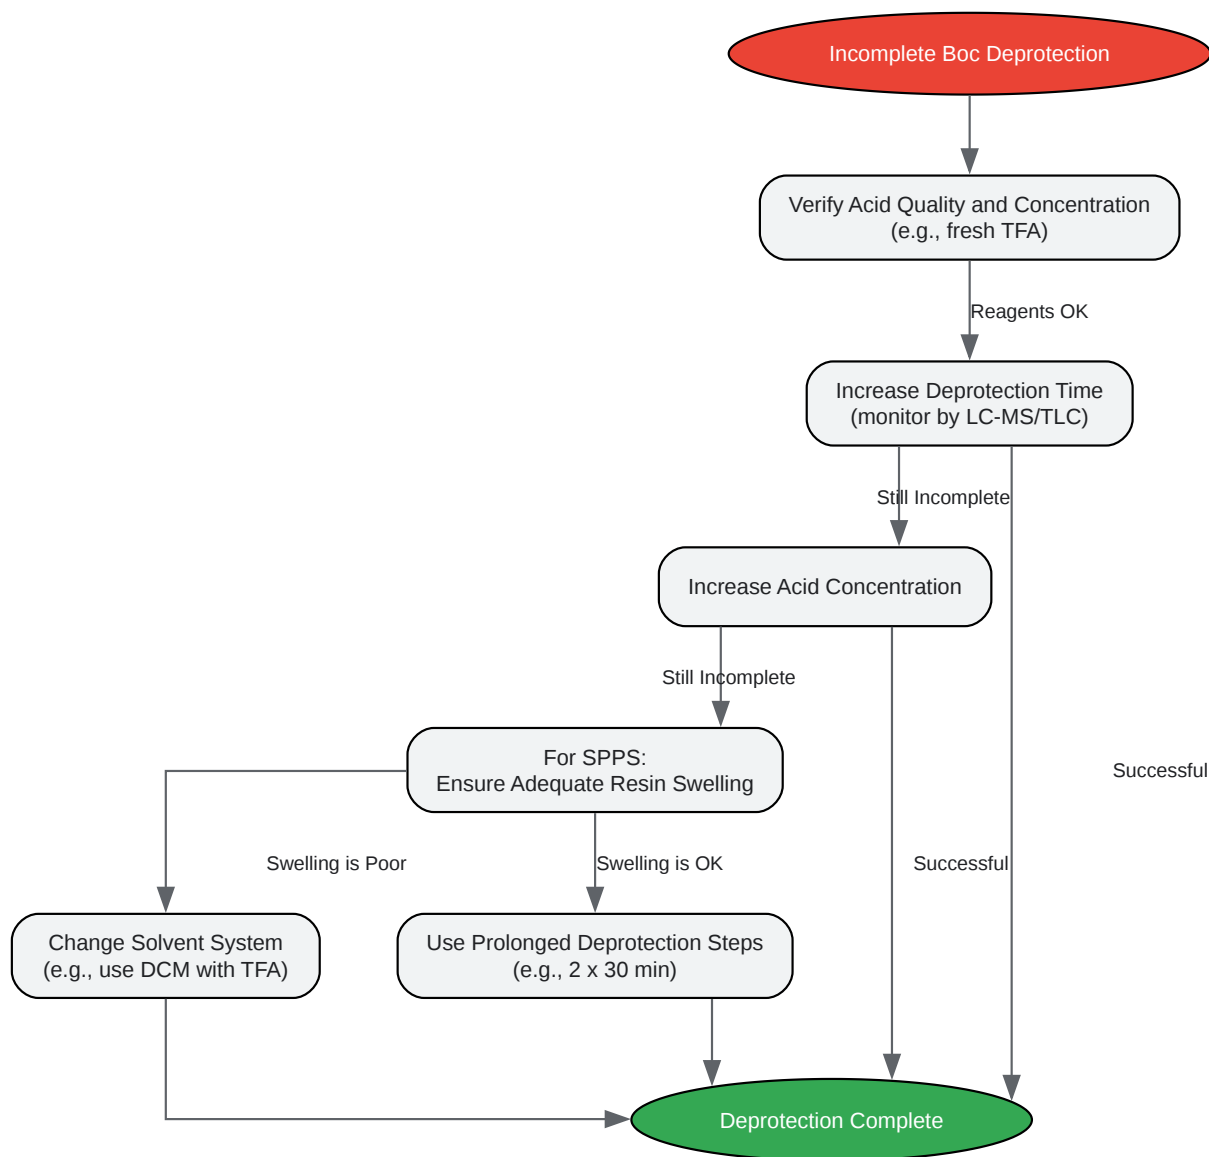 Incomplete Boc Deprotection
Verify Acid Quality and Concentration
(e.g., fresh TFA)
Reagents OK
Increase Deprotection Time
(monitor by LC-MS/TLC)
Still Incomplete
Increase Acid Concentration
Still Incomplete
For SPPS:
Ensure Adequate Resin Swelling
Successful
Swelling is Poor
Swelling is OK
Successful
Change Solvent System
(e.g., use DCM with TFA)
Use Prolonged Deprotection Steps
(e.g., 2 x 30 min)
Deprotection Complete